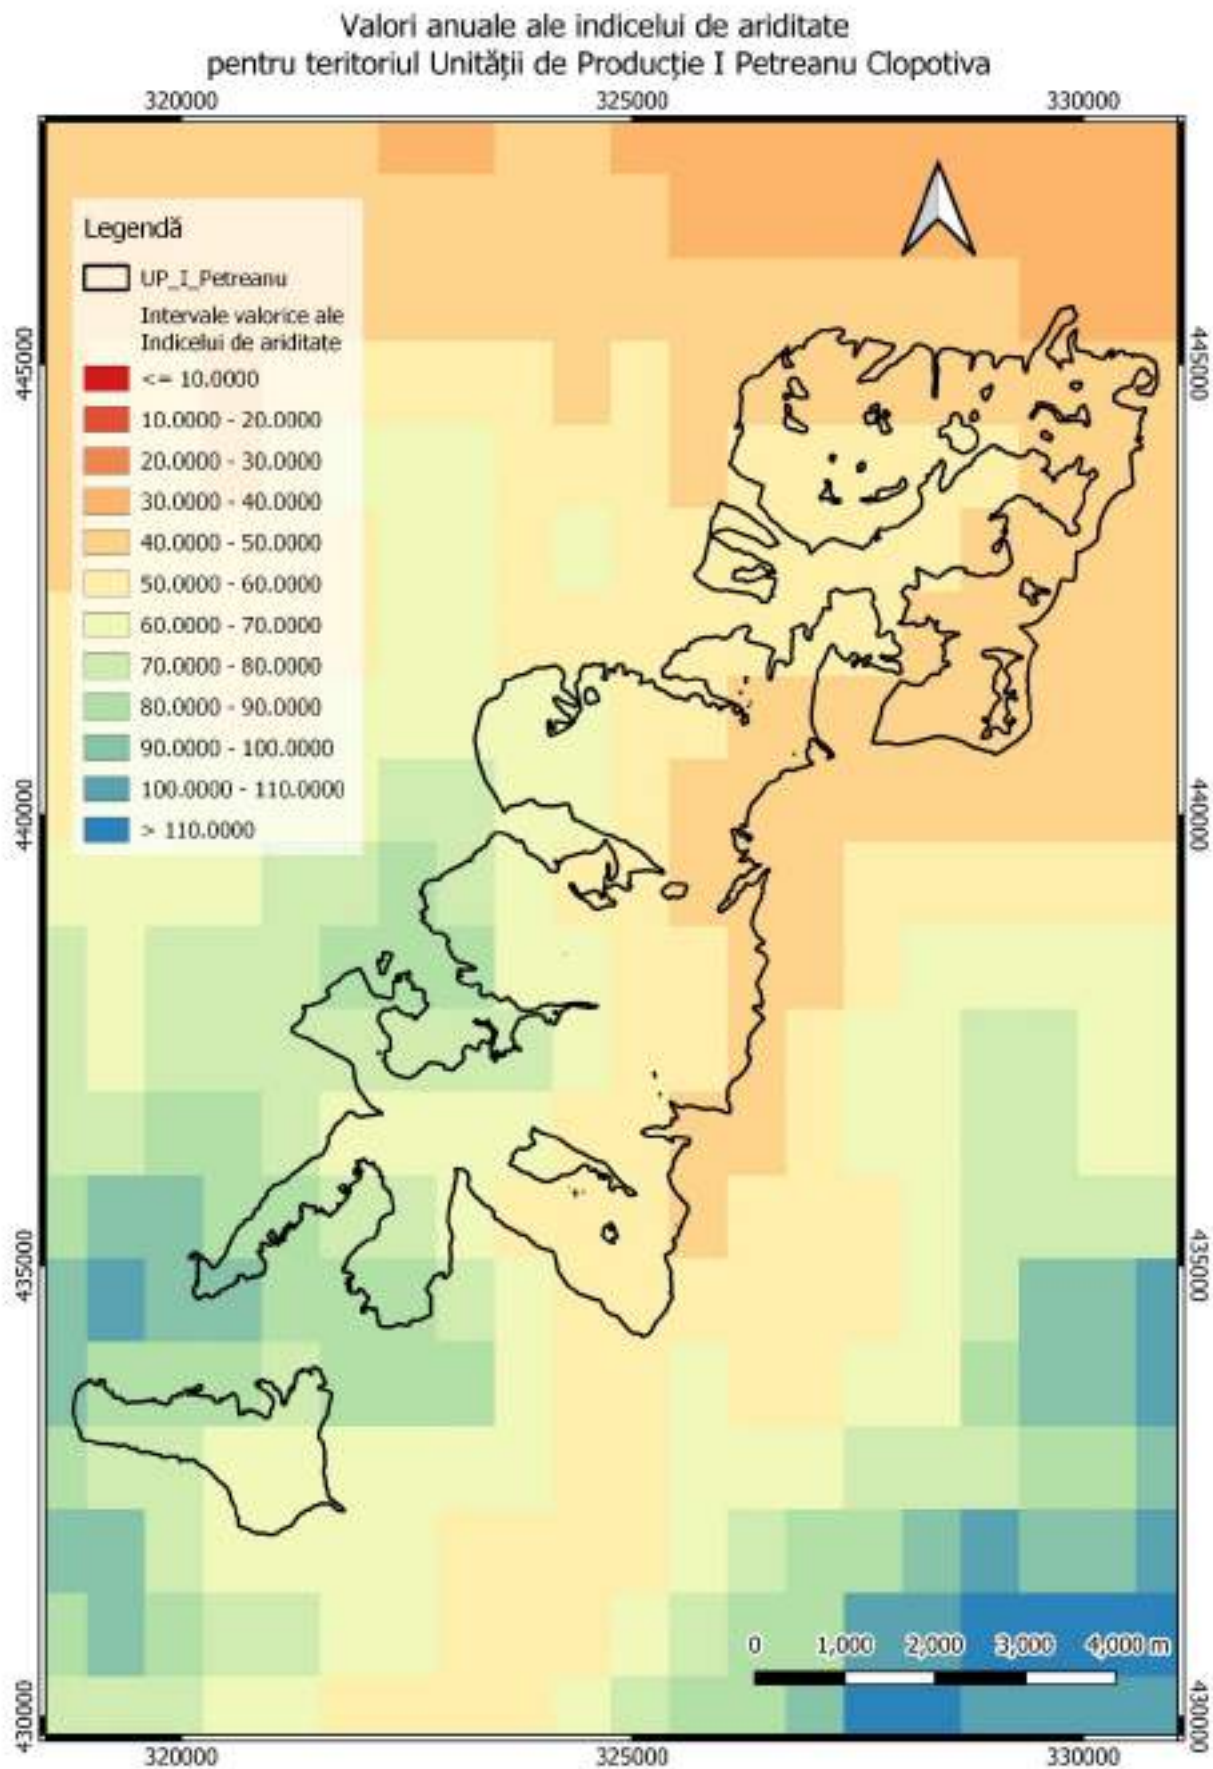 Valori anuale ale indicelui de ariditate
pentru teritoriul Unității de Producție I Petreanu Clopotiva
320000 325000 330000
Legendă
UP_I_Petreanu
Intervale valorice ale
Indicelui de ariditate
<= 10.0000
10.0000 - 20.0000
20.0000 - 30.0000
30.0000 - 40.0000
40.0000 - 50.0000
50.0000 - 60.0000
60.0000 - 70.0000
70.0000 - 80.0000
80.0000 - 90.0000
90.0000 - 100.0000
100.0000 - 110.0000
> 110.0000
445000 445000
440000 440000
435000 435000
430000 430000
0 1,000 2,000 3,000 4,000 m
320000 325000 330000